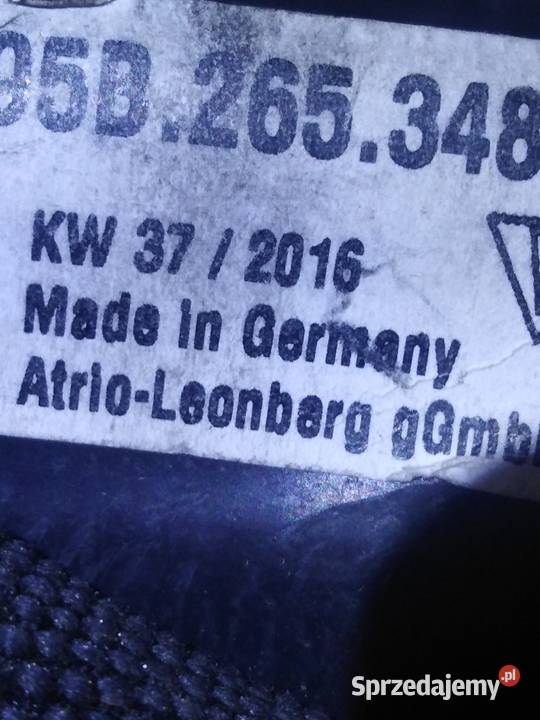 95B.265.348
KW 37 / 2016
Made in Germany
Atrio-Leonberg gGmb
Sprzedajemy.pl